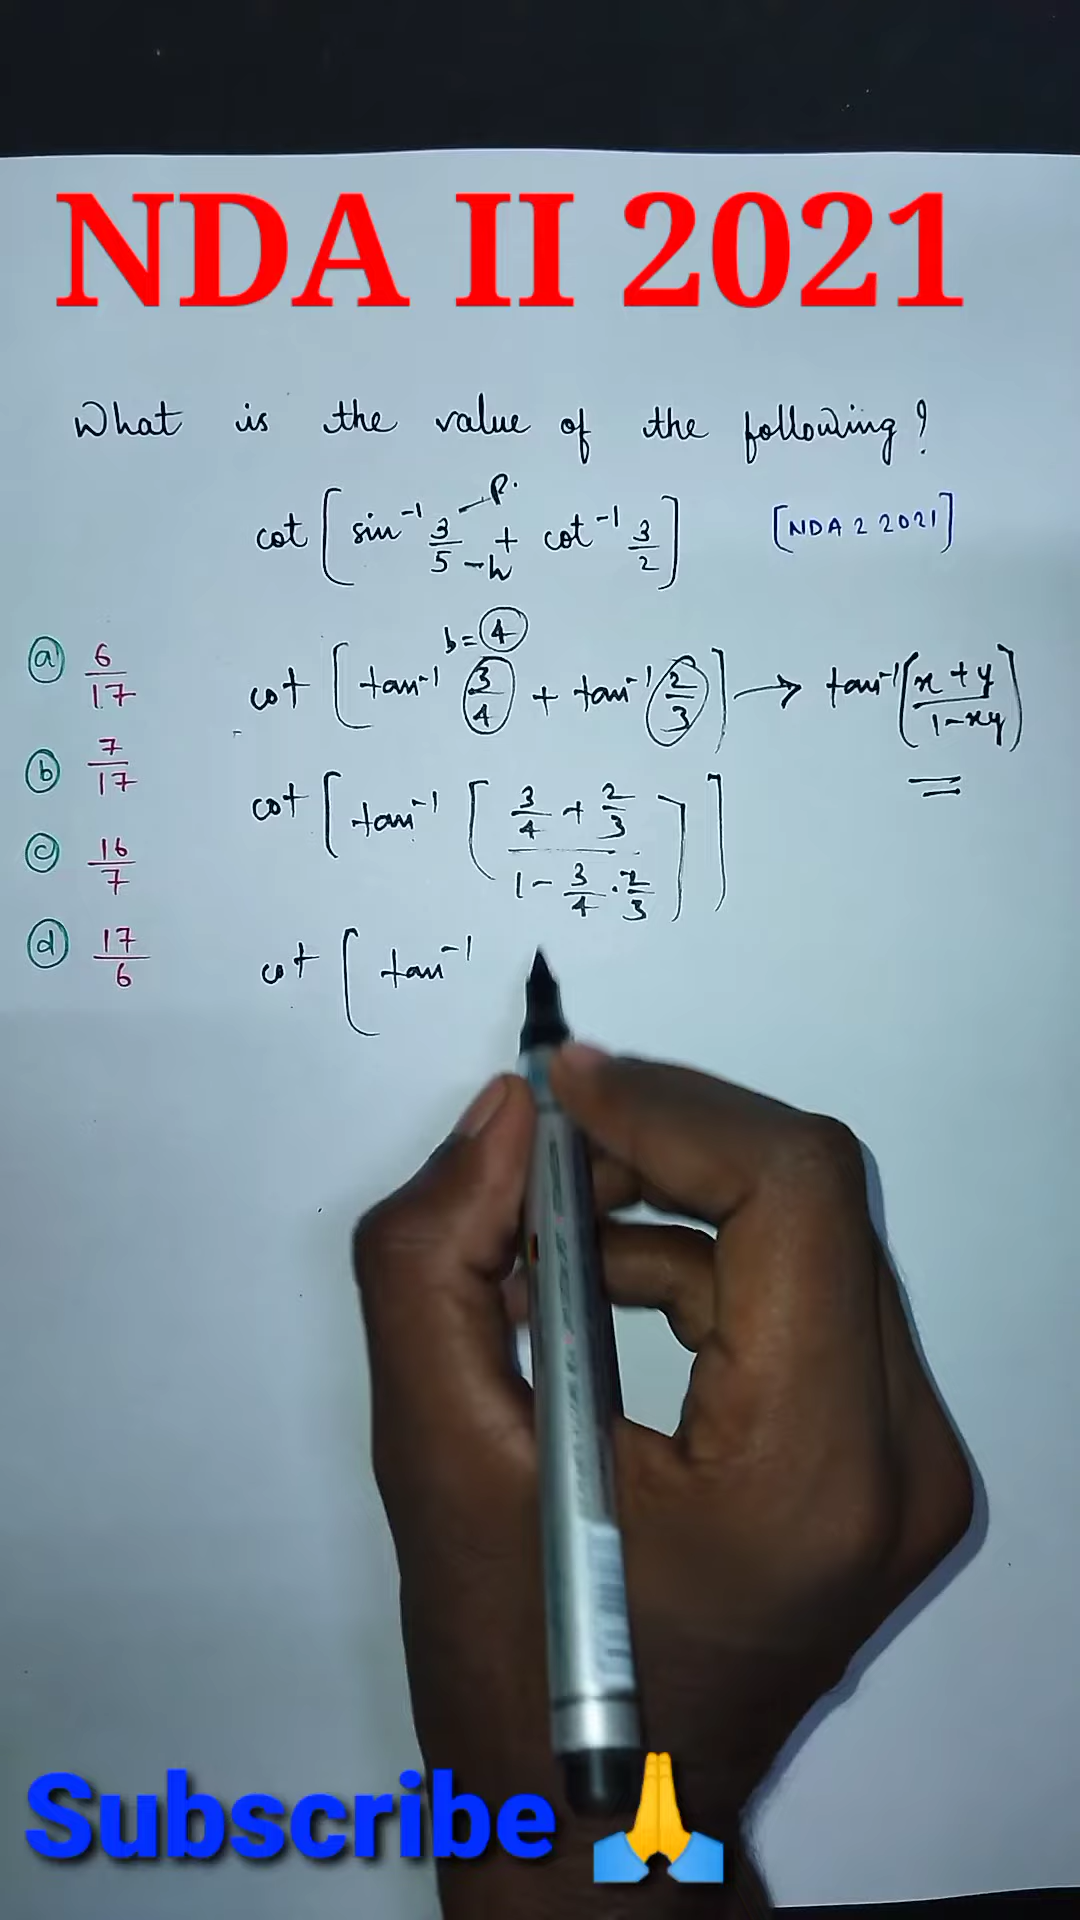 NDA II 2021
What is the value of the following?
cot [ sin⁻¹ 3/5 + cot⁻¹ 3/2 ] [NDA 2 2021]
p.
h
b = 4
ⓐ 6/17
cot [ tan⁻¹ 3/4 + tan⁻¹ 2/3 ] → tan⁻¹ ( x + y / 1 - xy )
ⓑ 7/17
cot [ tan⁻¹ [ 3/4 + 2/3 / 1 - 3/4 . 2/3 ] ]
ⓒ 16/7
ⓓ 17/6
cot [ tan⁻¹
Subscribe 🙏